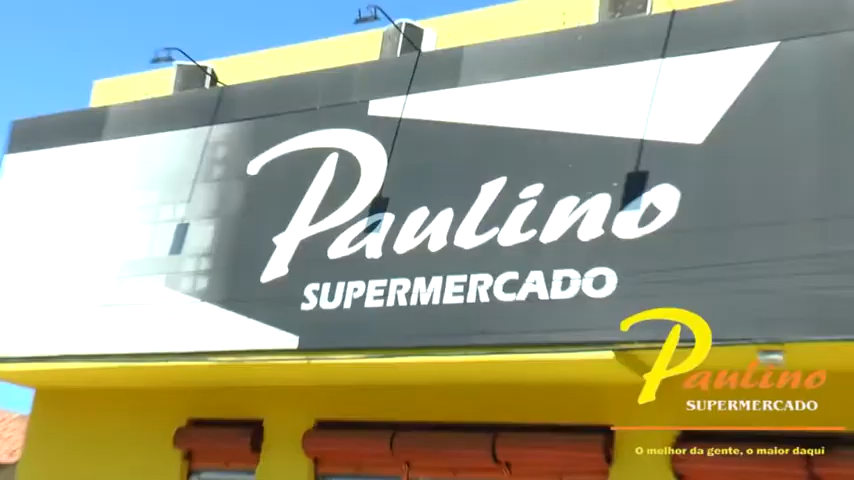 Paulino
SUPERMERCADO
Paulino
SUPERMERCADO
O melhor da gente, o maior daqui